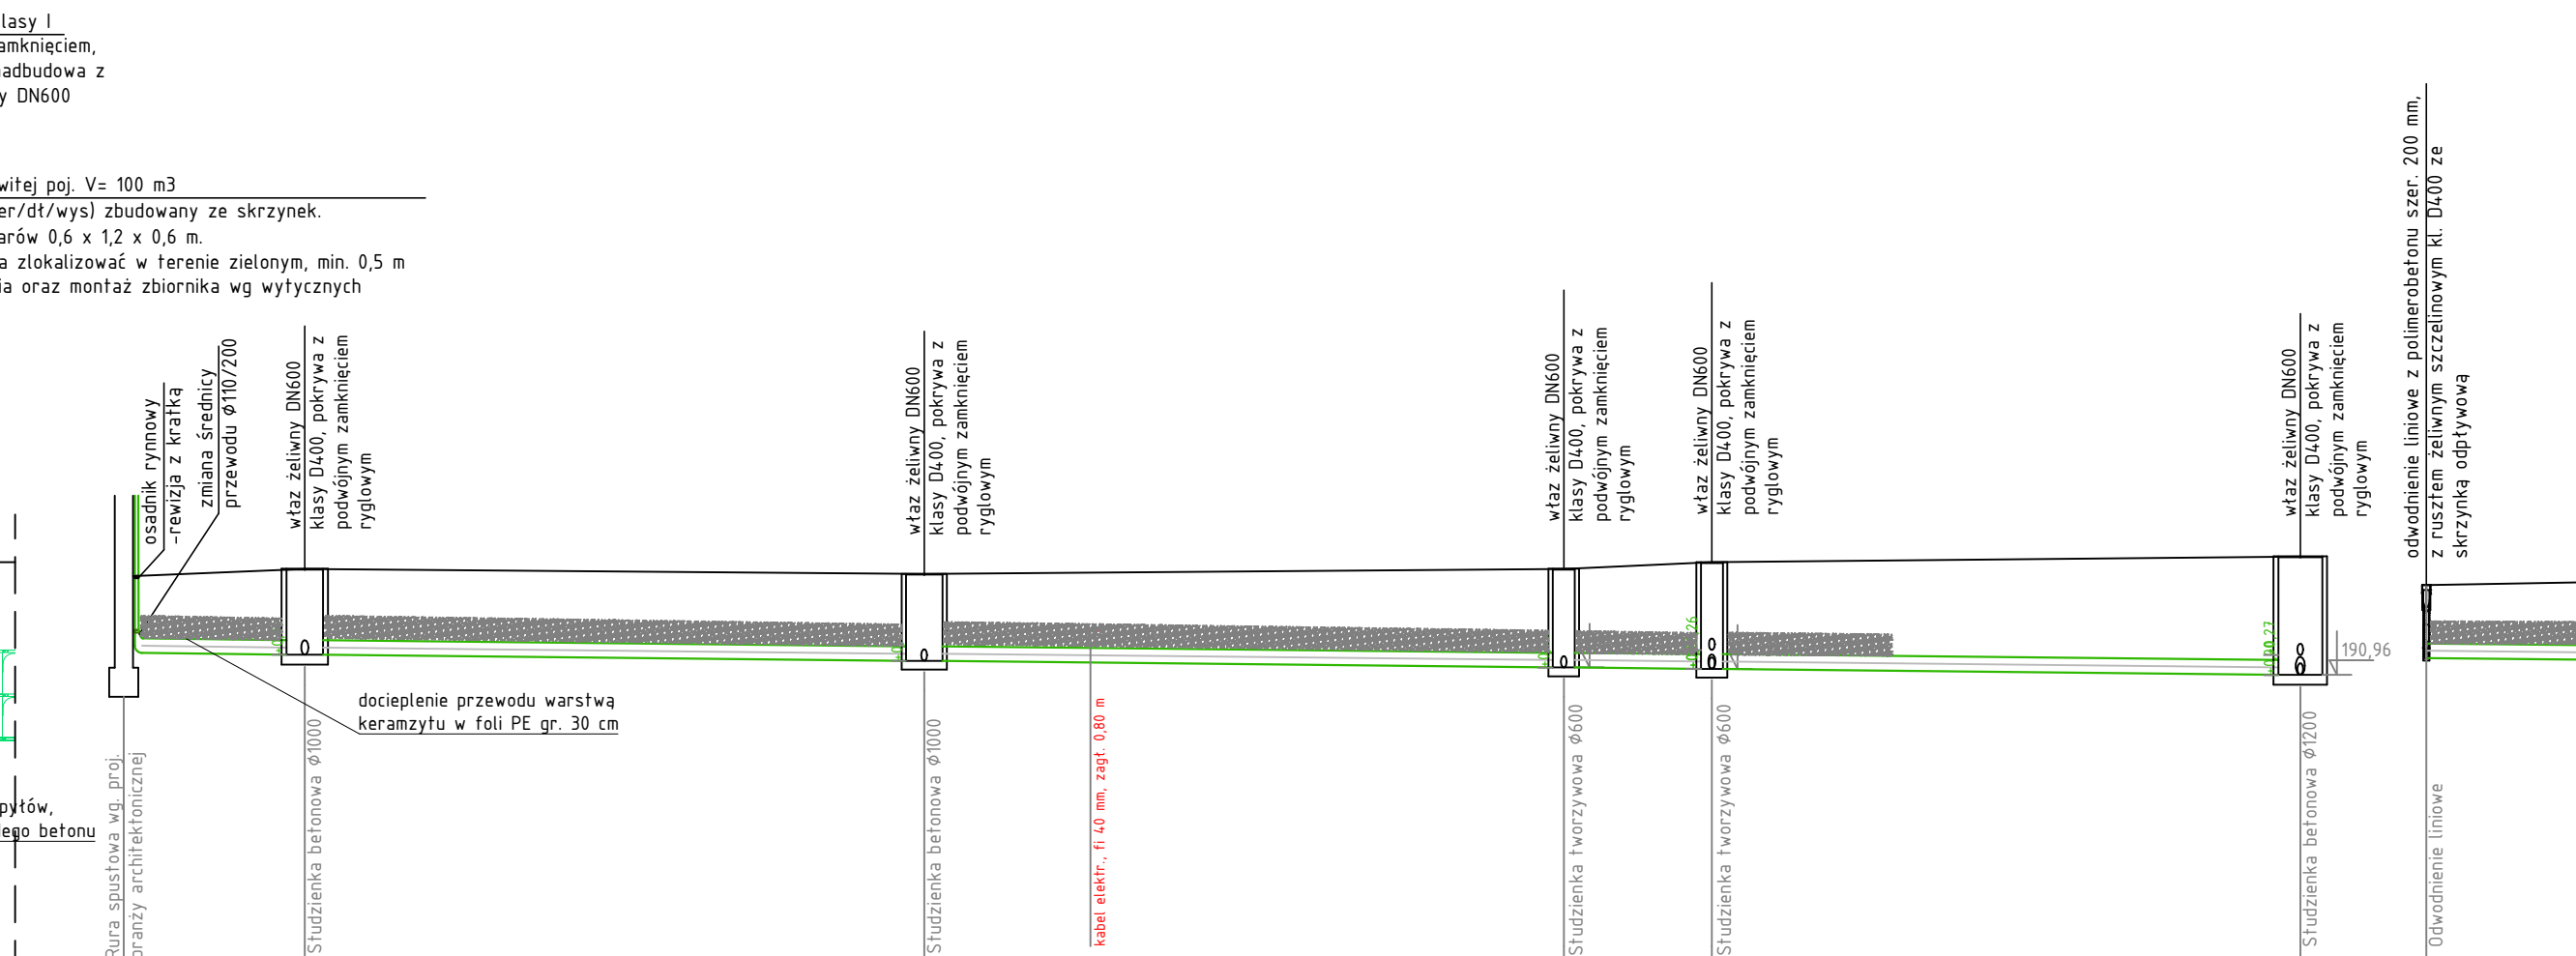 lasy I
amknięciem,
nadbudowa z
y DN600
witej poj. V= 100 m3
er/dł/wys) zbudowany ze skrzynek.
arów 0,6 x 1,2 x 0,6 m.
a zlokalizować w terenie zielonym, min. 0,5 m
ia oraz montaż zbiornika wg wytycznych
osadnik rynnowy
-rewizja z kratką
zmiana średnicy
przewodu ϕ110/200
właz żeliwny DN600
klasy D400, pokrywa z
podwójnym zamknięciem
ryglowym
właz żeliwny DN600
klasy D400, pokrywa z
podwójnym zamknięciem
ryglowym
właz żeliwny DN600
klasy D400, pokrywa z
podwójnym zamknięciem
ryglowym
właz żeliwny DN600
klasy D400, pokrywa z
podwójnym zamknięciem
ryglowym
właz żeliwny DN600
klasy D400, pokrywa z
podwójnym zamknięciem
ryglowym
odwodnienie liniowe z polimerobetonu szer. 200 mm,
z rusztem żeliwnym szczelinowym kl. D400 ze
skrzynką odpływową
190,96
docieplenie przewodu warstwą
keramzytu w foli PE gr. 30 cm
pyłów,
lego betonu
Rura spustowa wg. proj.
branży architektonicznej
Studzienka betonowa ϕ1000
Studzienka betonowa ϕ1000
kabel elektr., fi 40 mm, zagł. 0,80 m
Studzienka tworzywowa ϕ600
Studzienka tworzywowa ϕ600
Studzienka betonowa ϕ1200
Odwodnienie liniowe